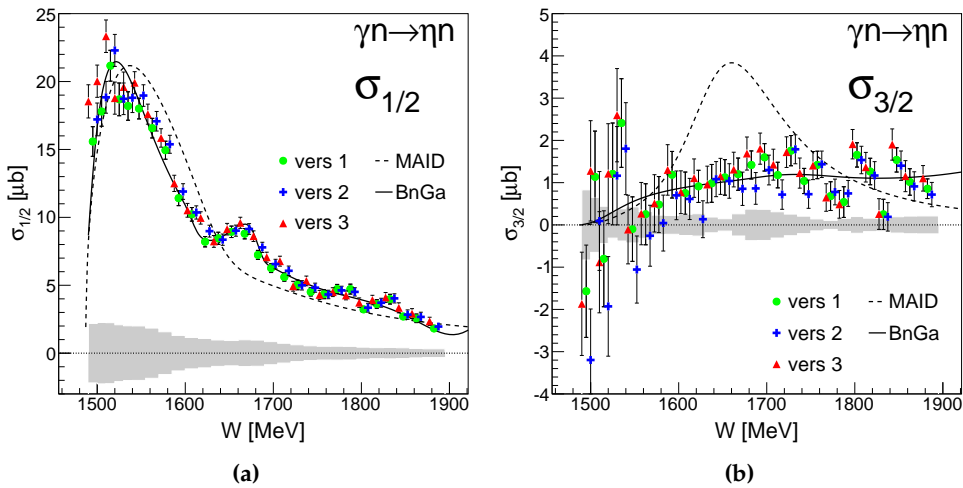 γn→ηn
σ1/2
vers 1
vers 2
vers 3
MAID
BnGa
σ1/2 [μb]
25
20
15
10
5
0
1500 1600 1700 1800 1900
W [MeV]
(a)
γn→ηn
σ3/2
vers 1
vers 2
vers 3
MAID
BnGa
σ3/2 [μb]
5
4
3
2
1
0
-1
-2
-3
-4
1500 1600 1700 1800 1900
W [MeV]
(b)